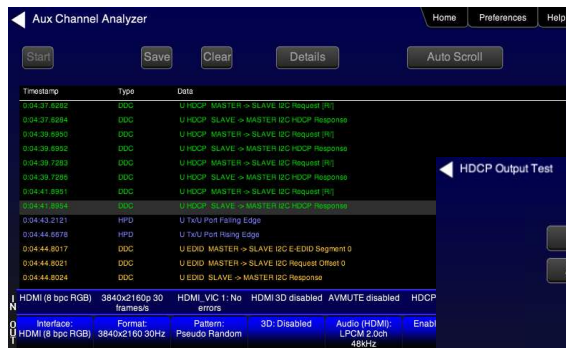 Aux Channel Analyzer
Home Preferences Help
Start Save Clear Details Auto Scroll
Timestamp Type Data
0:04:37.6282 DDC U HDCP MASTER -> SLAVE I2C Request [Ri']
0:04:37.6284 DDC U HDCP SLAVE -> MASTER I2C HDCP Response
0:04:39.6950 DDC U HDCP MASTER -> SLAVE I2C Request [Ri']
0:04:39.6952 DDC U HDCP SLAVE -> MASTER I2C HDCP Response
0:04:39.7283 DDC U HDCP MASTER -> SLAVE I2C Request [Ri']
0:04:39.7286 DDC U HDCP SLAVE -> MASTER I2C HDCP Response
0:04:41.8951 DDC U HDCP MASTER -> SLAVE I2C Request [Ri']
0:04:41.8954 DDC U HDCP SLAVE -> MASTER I2C HDCP Response
0:04:43.2121 HPD U Tx/U Port Falling Edge
0:04:44.6678 HPD U Tx/U Port Rising Edge
0:04:44.8017 DDC U EDID MASTER -> SLAVE I2C E-EDID Segment 0
0:04:44.8021 DDC U EDID MASTER -> SLAVE I2C Request Offset 0
0:04:44.8024 DDC U EDID SLAVE -> MASTER I2C Response
HDCP Output Test
IN
HDMI (8 bpc RGB) 3840x2160p 30 HDMI_VIC 1: No HDMI 3D disabled AVMUTE disabled HDCP
frames/s errors
OUT
Interface: Format: Pattern: 3D: Disabled Audio (HDMI): Enabl
HDMI (8 bpc RGB) 3840x2160 30Hz Pseudo Random LPCM 2.0ch
48kHz